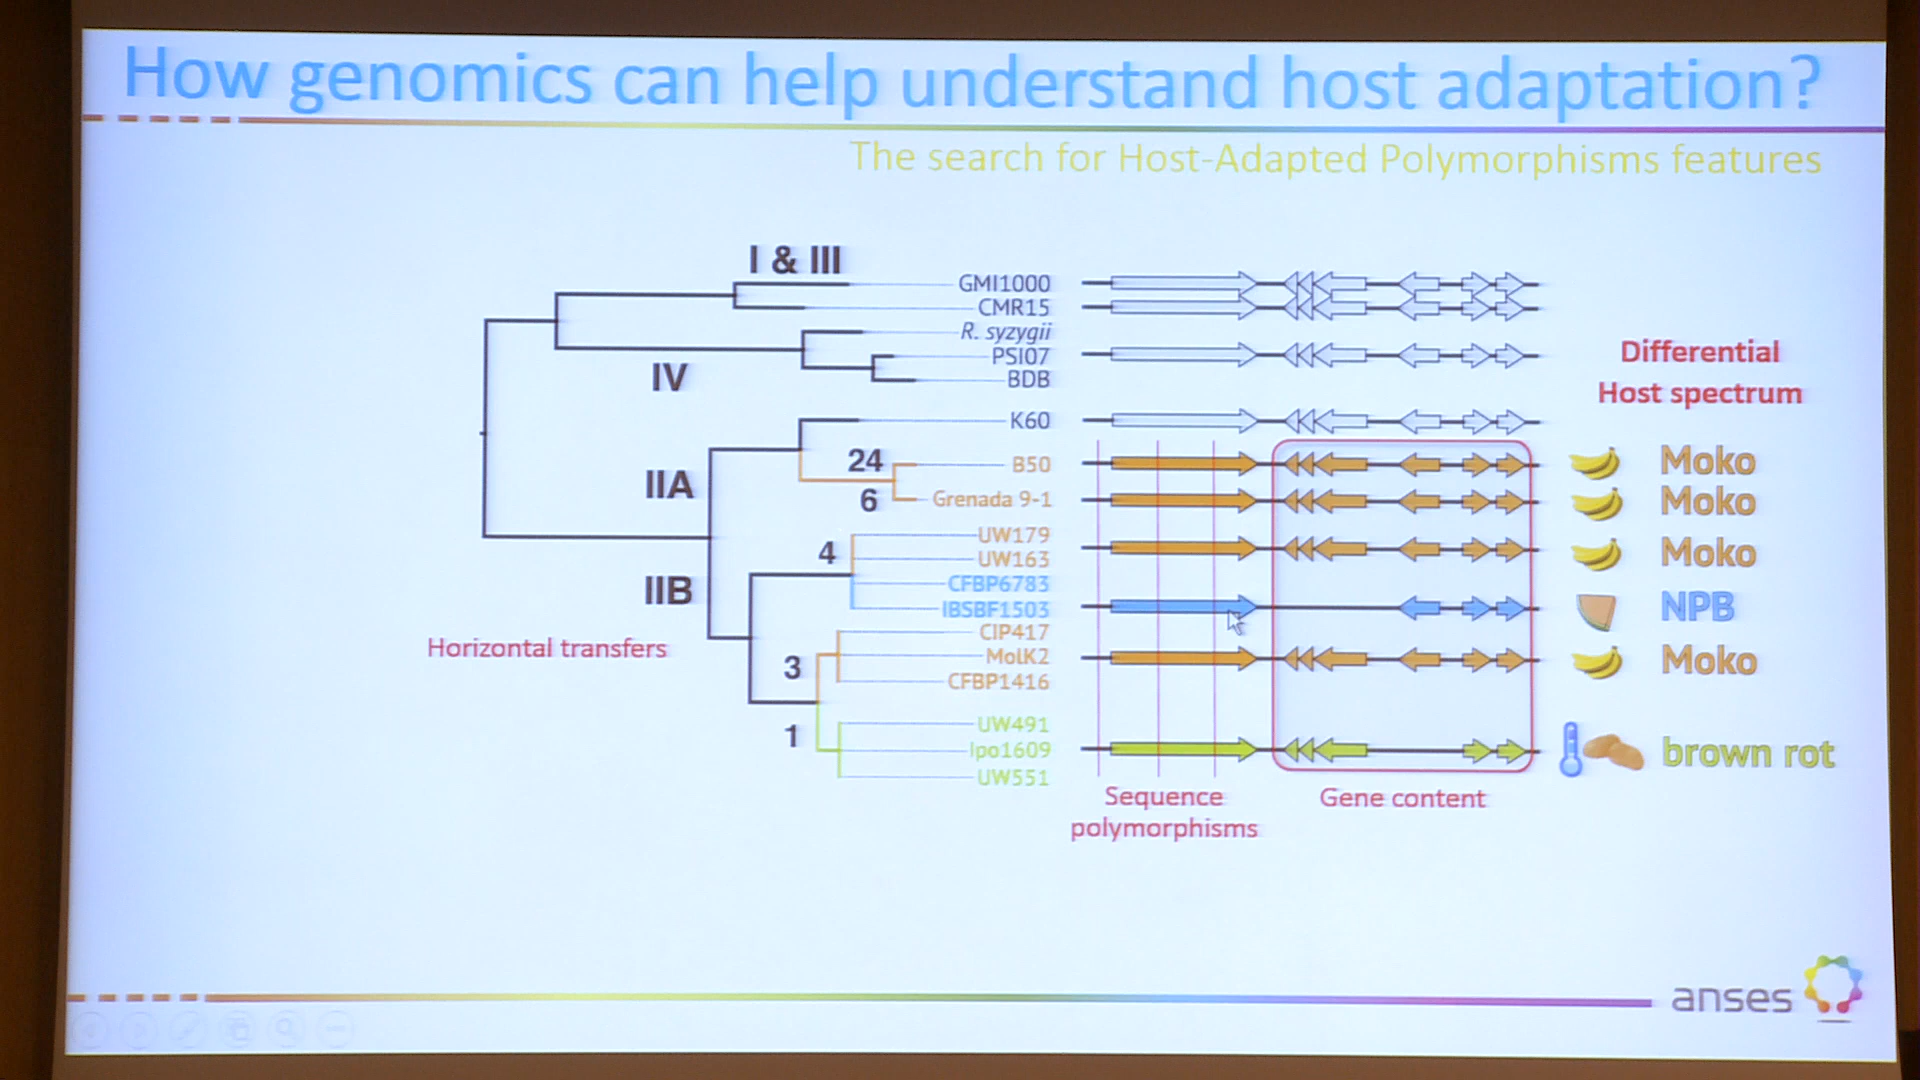 How genomics can help understand host adaptation?
The search for Host-Adapted Polymorphisms features
I & III
GMI1000
CMR15
R. syzygii
PSI07
BDB
IV
Differential
Host spectrum
K60
24
B50
Moko
IIA
6
Grenada 9-1
Moko
UW179
4
UW163
Moko
CFBP6783
IIB
IBSBF1503
NPB
CIP417
Horizontal transfers
3
MolK2
Moko
CFBP1416
UW491
1
Ipo1609
brown rot
UW551
Sequence
polymorphisms
Gene content
anses